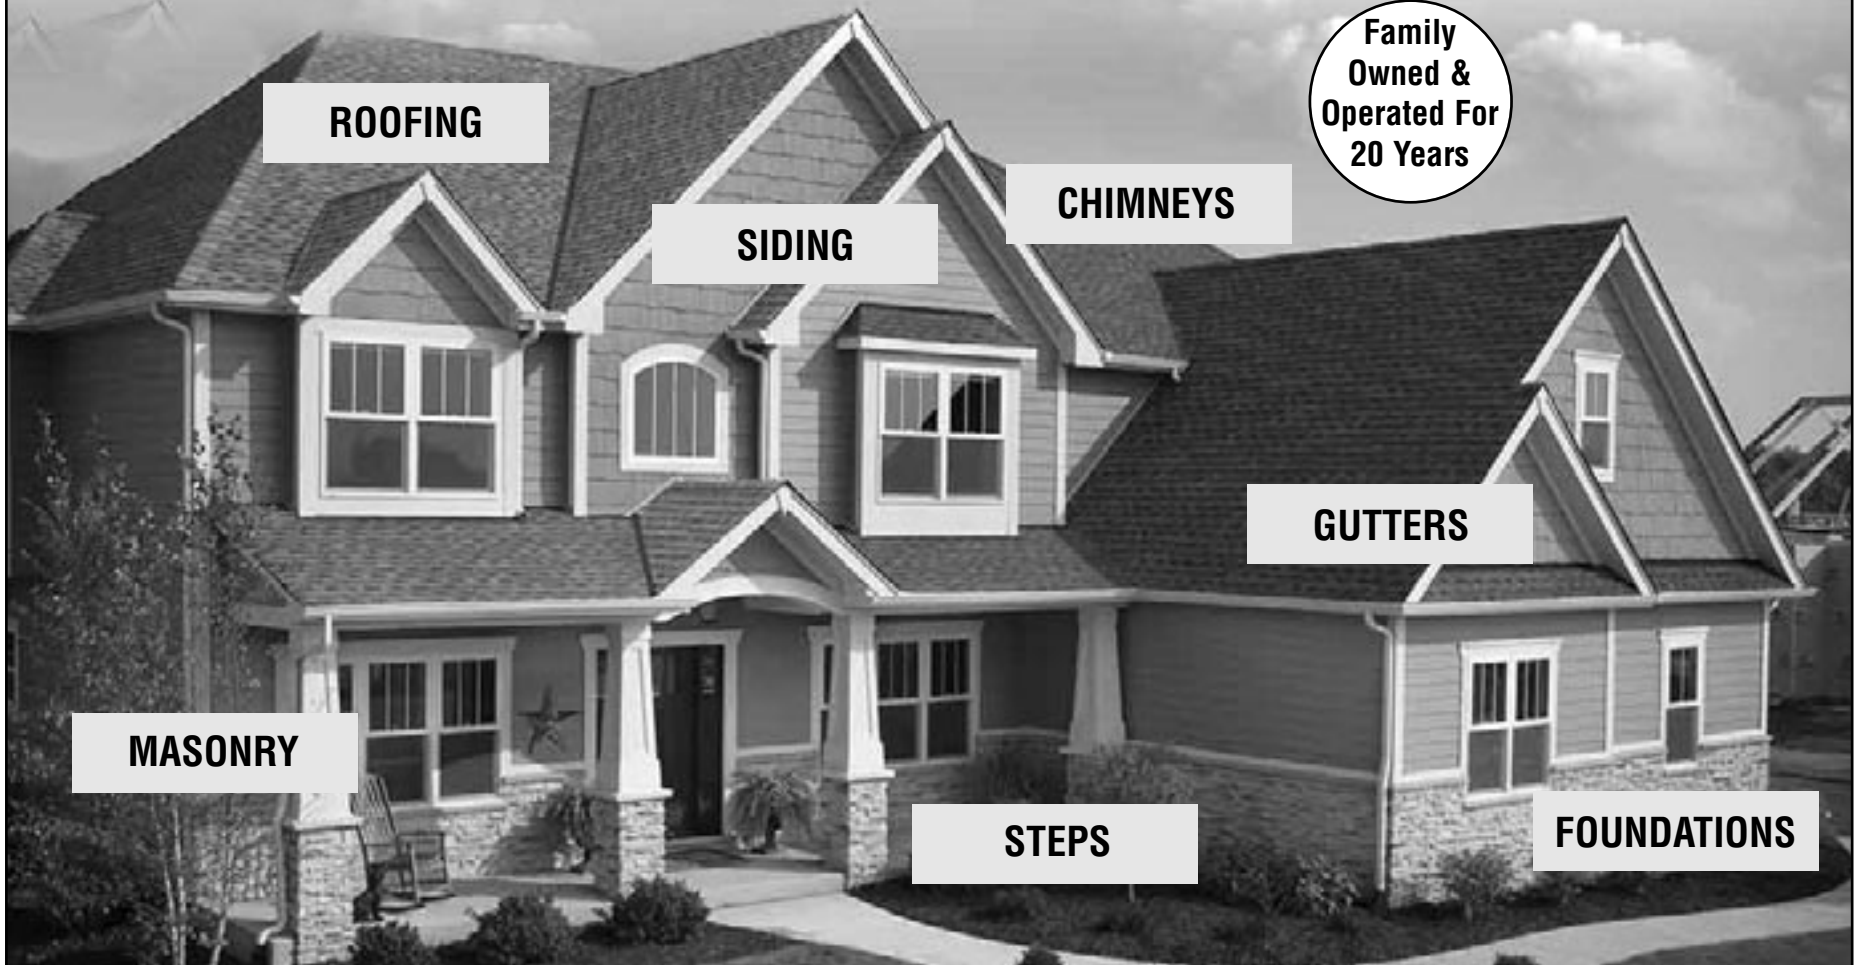 Family
Owned &
Operated For
20 Years
ROOFING
CHIMNEYS
SIDING
GUTTERS
MASONRY
STEPS
FOUNDATIONS